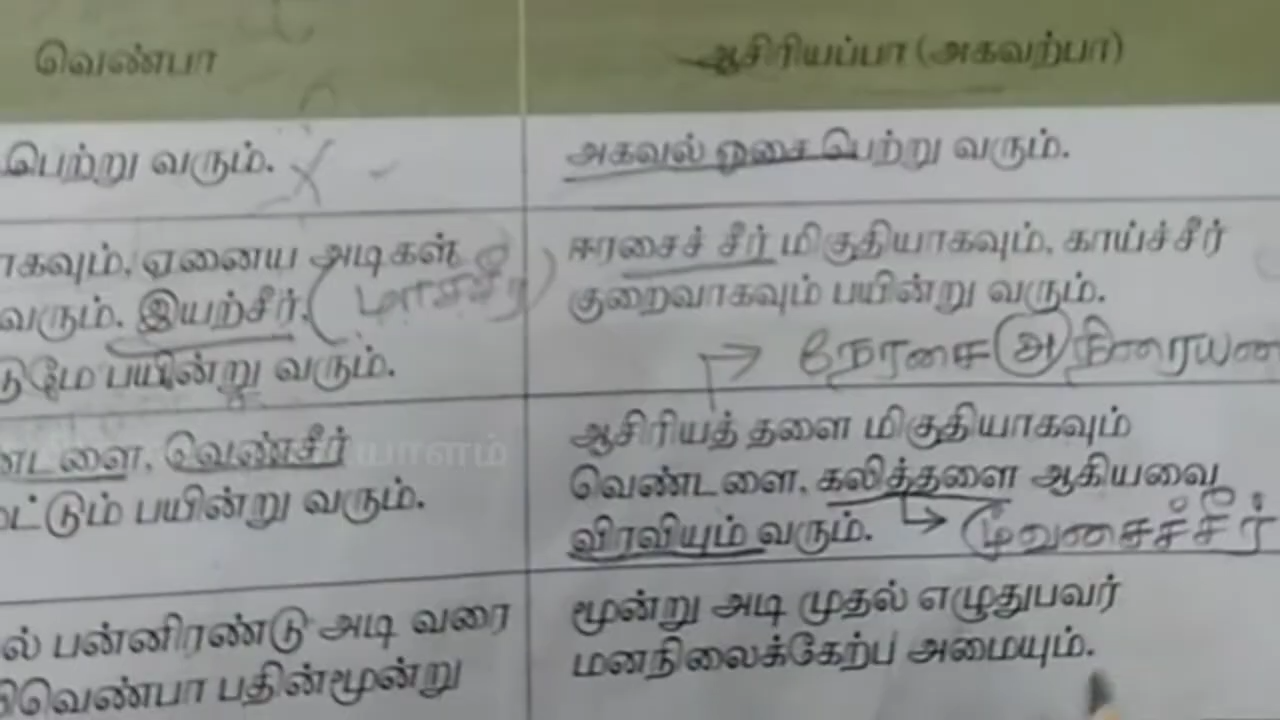 வெண்பா
ஆசிரியப்பா (அகவற்பா)
பெற்று வரும்.
அகவல் ஓசை பெற்று வரும்.
ாகவும், ஏனைய அடிகள்
வரும். இயற்சீர்,
டுமே பயின்று வரும்.
ஈரசைச் சீர் மிகுதியாகவும், காய்ச்சீர்
குறைவாகவும் பயின்று வரும்.
நேரசை அ நிரையசை
ண்டளை, வெண்சீர்
மட்டும் பயின்று வரும்.
ஆசிரியத் தளை மிகுதியாகவும்
வெண்டளை, கலித்தளை ஆகியவை
விரவியும் வரும்.
மூவசைச்சீர்
ல் பன்னிரண்டு அடி வரை
வெண்பா பதின்மூன்று
மூன்று அடி முதல் எழுதுபவர்
மனநிலைக்கேற்ப அமையும்.